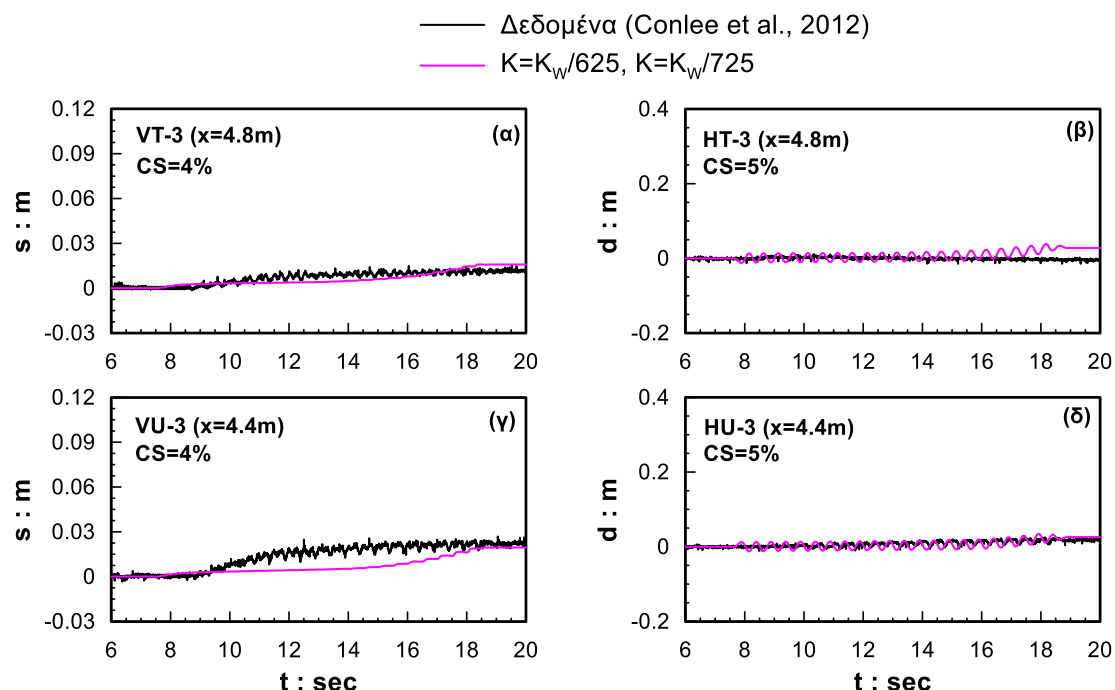 Δεδομένα (Conlee et al., 2012)
K=K_W/625, K=K_W/725
0.12
0.09
0.06
0.03
0
-0.03
s : m
VT-3 (x=4.8m)
CS=4%
(α)
6 8 10 12 14 16 18 20
0.4
0.2
0
-0.2
d : m
HT-3 (x=4.8m)
CS=5%
(β)
6 8 10 12 14 16 18 20
0.12
0.09
0.06
0.03
0
-0.03
s : m
VU-3 (x=4.4m)
CS=4%
(γ)
6 8 10 12 14 16 18 20
t : sec
0.4
0.2
0
-0.2
d : m
HU-3 (x=4.4m)
CS=5%
(δ)
6 8 10 12 14 16 18 20
t : sec